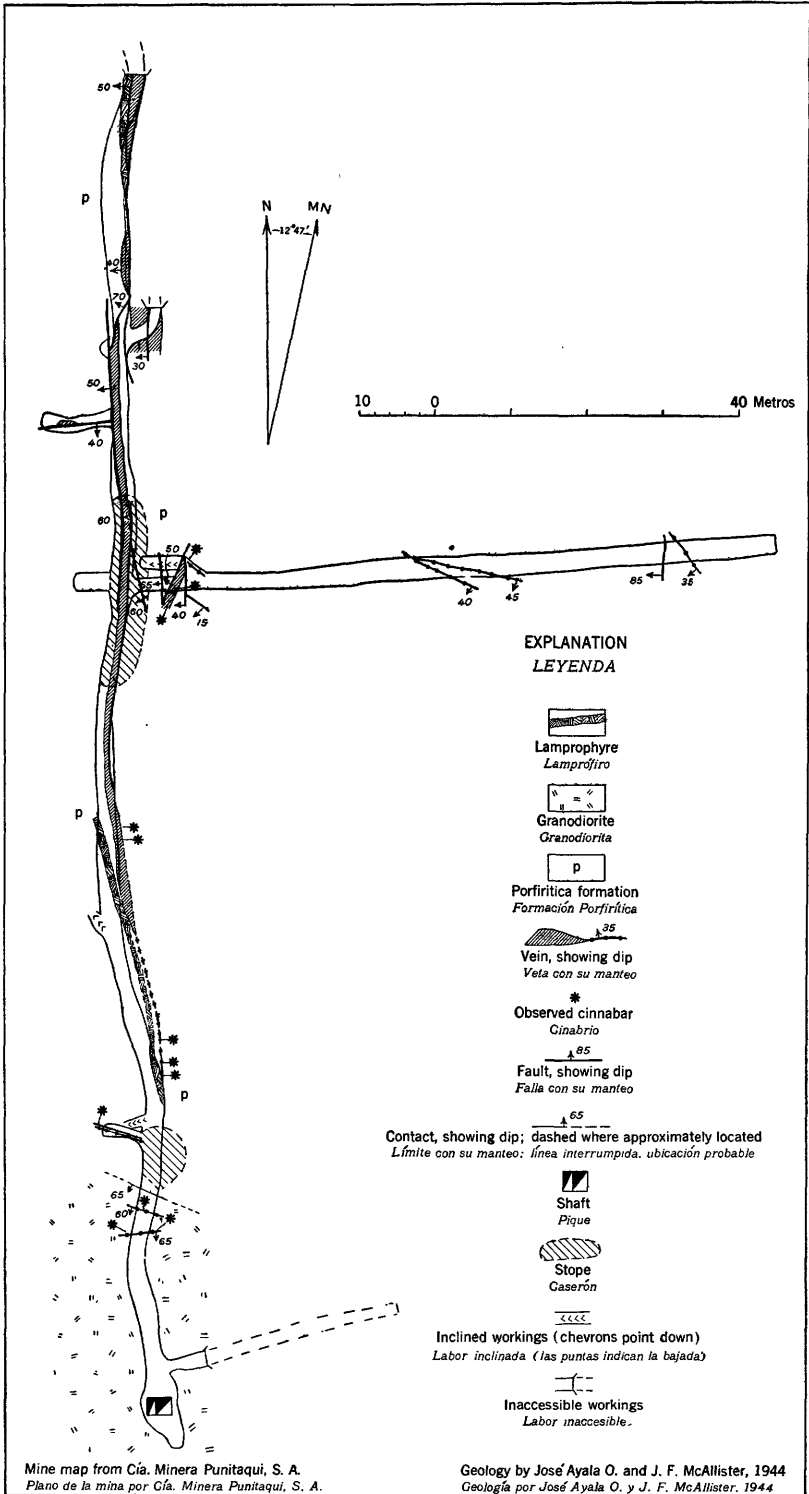 50
p
N MN
-12°47'
40
70
30
50
40
10 0 40 Metros
60
p
50
65
60
40
15
40
45
85
35
EXPLANATION
LEYENDA
Lamprophyre
Lamprófiro
Granodiorite
Granodiorita
p
Porfiritica formation
Formación Porfirítica
35
Vein, showing dip
Veta con su manteo
Observed cinnabar
Cinabrio
85
Fault, showing dip
Falla con su manteo
65
Contact, showing dip; dashed where approximately located
Límite con su manteo: línea interrumpida, ubicación probable
Shaft
Pique
Stope
Caserón
Inclined workings (chevrons point down)
Labor inclinada (las puntas indican la bajada)
Inaccessible workings
Labor inaccesible.
p
p
65
60
65
Mine map from Cía. Minera Punitaqui, S. A.
Plano de la mina por Cía. Minera Punitaqui, S. A.
Geology by José Ayala O. and J. F. McAllister, 1944
Geología por José Ayala O. y J. F. McAllister, 1944